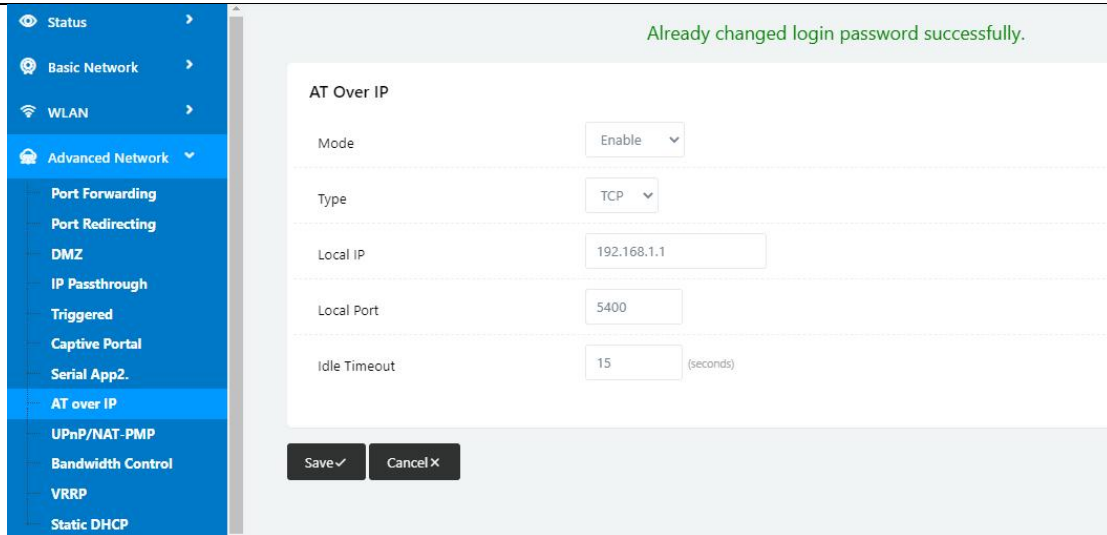 Status
Basic Network
WLAN
Advanced Network
Port Forwarding
Port Redirecting
DMZ
IP Passthrough
Triggered
Captive Portal
Serial App2.
AT over IP
UPnP/NAT-PMP
Bandwidth Control
VRRP
Static DHCP
Already changed login password successfully.
AT Over IP
Mode Enable
Type TCP
Local IP 192.168.1.1
Local Port 5400
Idle Timeout 15 (seconds)
Save Cancel